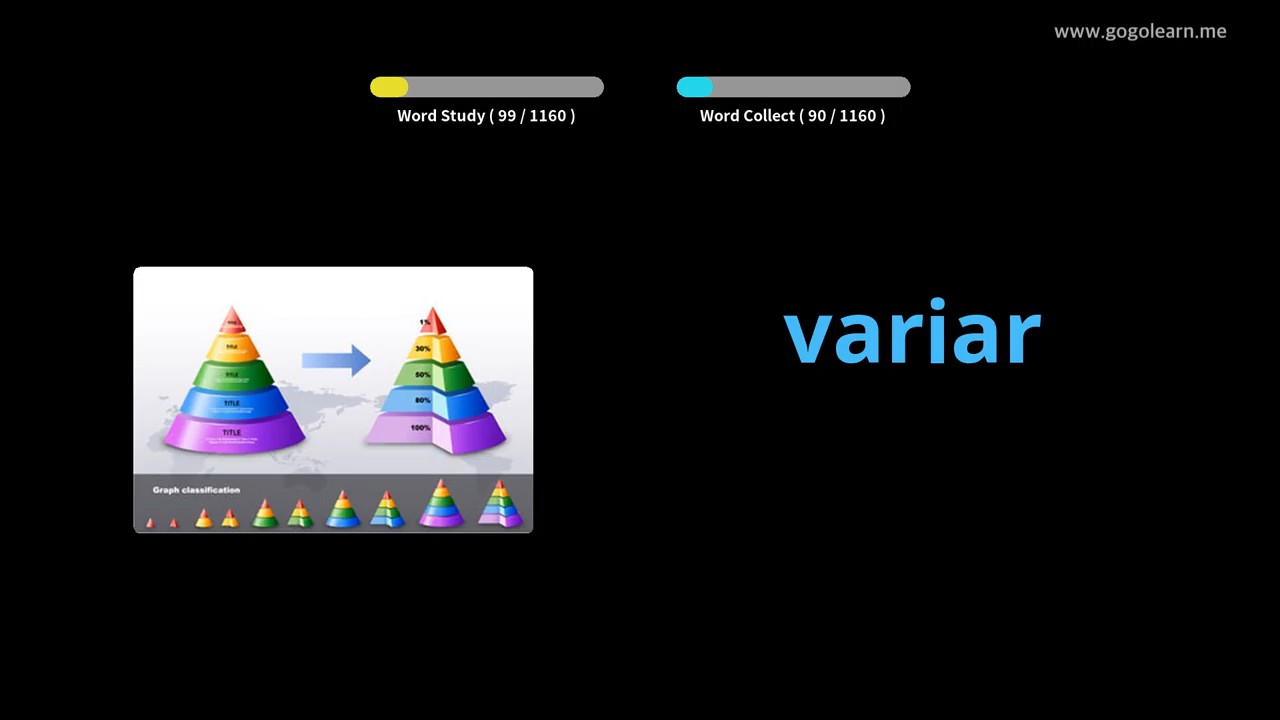 www.gogolearn.me
Word Study ( 99 / 1160 )
Word Collect ( 90 / 1160 )
variar
TITLE
TITLE
TITLE
TITLE
1%
30%
50%
80%
100%
Graph classification